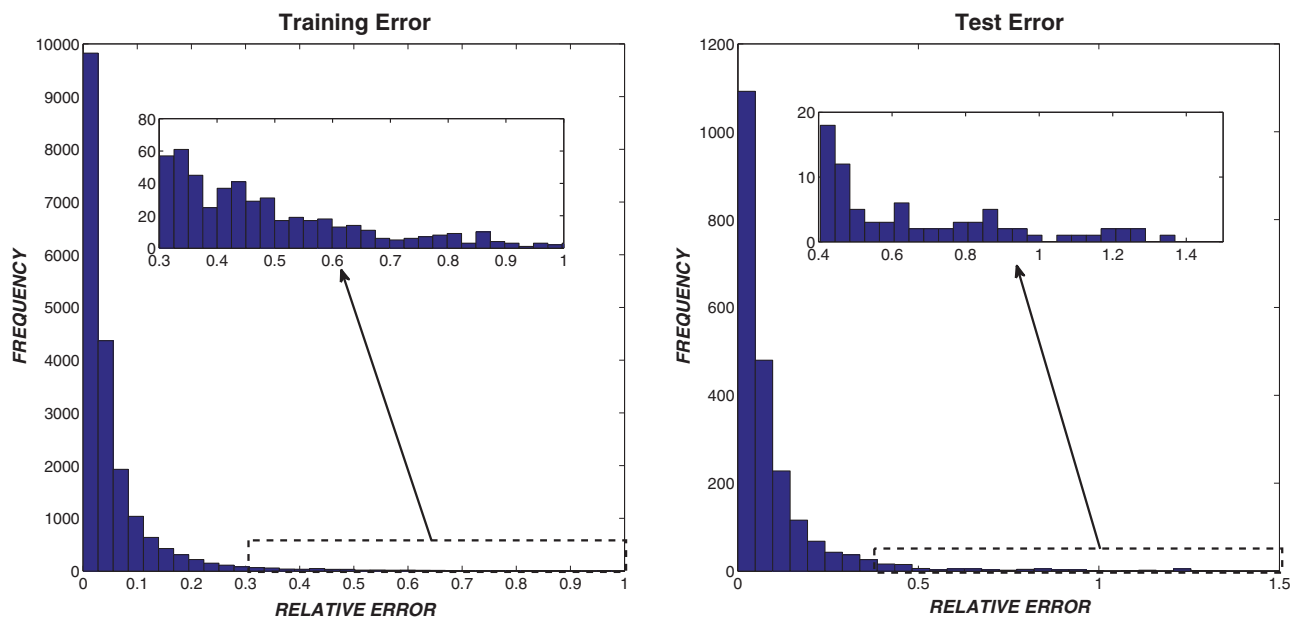 Training Error
10000
9000
8000
7000
6000
5000
4000
3000
2000
1000
0
FREQUENCY
80
60
40
20
0
0.3 0.4 0.5 0.6 0.7 0.8 0.9 1
0 0.1 0.2 0.3 0.4 0.5 0.6 0.7 0.8 0.9 1
RELATIVE ERROR
Test Error
1200
1000
800
600
400
200
0
FREQUENCY
20
10
0
0.4 0.6 0.8 1 1.2 1.4
0 0.5 1 1.5
RELATIVE ERROR